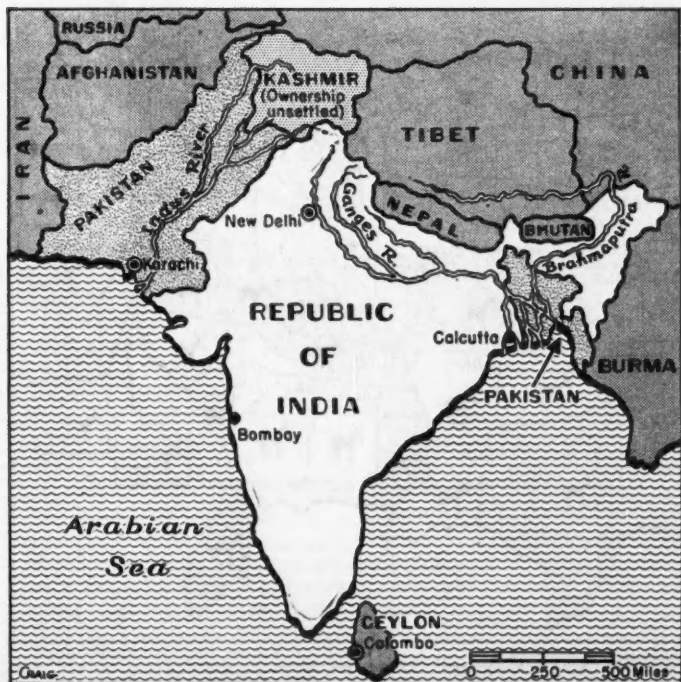 RUSSIA
AFGHANISTAN
IRAN
KASHMIR
(Ownership
unsettled)
CHINA
TIBET
PAKISTAN
Indus River
New Delhi
Ganges R.
NEPAL
BHUTAN
Brahmaputra R.
Karachi
REPUBLIC
OF
INDIA
Calcutta
PAKISTAN
BURMA
Bombay
Arabian
Sea
CEYLON
Colombo
0 250 500 Miles
CRAIG